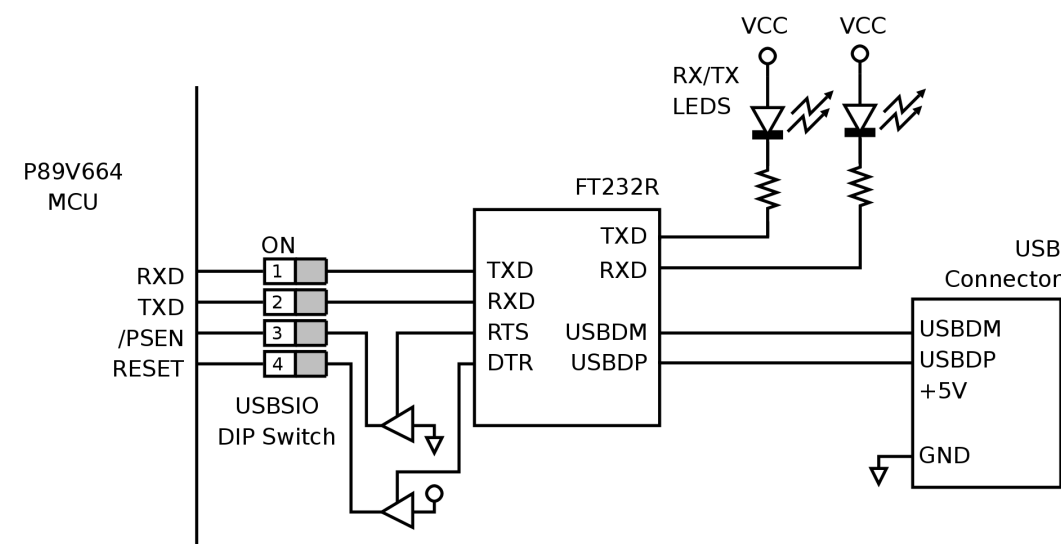 VCC
VCC
RX/TX
LEDS
P89V664
MCU
FT232R
ON
RXD
1
TXD
TXD
TXD
2
RXD
RXD
/PSEN
3
RTS
USBDM
RESET
4
DTR
USBDP
USBSIO
DIP Switch
USB
Connector
USBDM
USBDP
+5V
GND